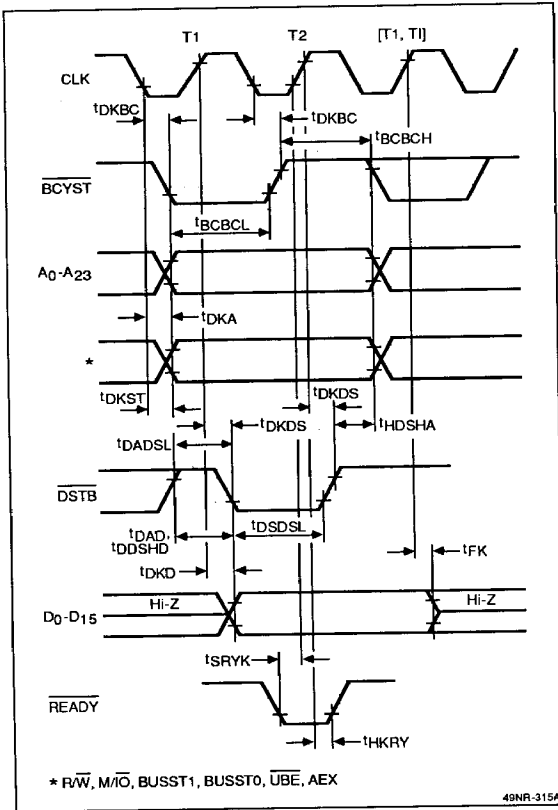 T1 T2 [T1, TI]
CLK
tDKBC tDKBC
tBCBCH
BCYST
tBCBCL
A0-A23
tDKA
*
tDKST tDKDS
tDKDS tHDSHA
tDADSL
DSTB
tDAD, tDSDSL
tDDSHD
tFK
tDKD
Hi-Z Hi-Z
D0-D15
tSRYK
READY
tHKRY
* R/W, M/IO, BUSST1, BUSST0, UBE, AEX
49NR-315A